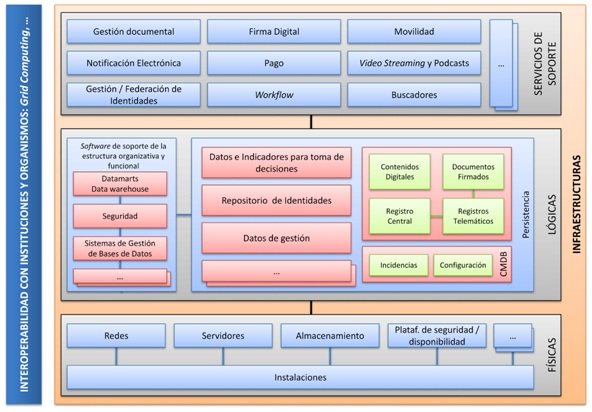 INTEROPERABILIDAD CON INSTITUCIONES Y ORGANISMOS: Grid Computing, ...
Gestión documental
Firma Digital
Movilidad
Notificación Electrónica
Pago
Video Streaming y Podcasts
Gestión / Federación de
Identidades
Workflow
Buscadores
...
SERVICIOS DE
SOPORTE
Software de soporte de la
estructura organizativa y
funcional
Datamarts
Data warehouse
Seguridad
Sistemas de Gestión
de Bases de Datos
...
Datos e Indicadores para toma de
decisiones
Repositorio de Identidades
Datos de gestión
...
Contenidos
Digitales
Documentos
Firmados
Registro
Central
Registros
Telemáticos
Incidencias
Configuración
CMDB
Persistencia
LÓGICAS
Redes
Servidores
Almacenamiento
Plataf. de seguridad /
disponibilidad
...
Instalaciones
FÍSICAS
INFRAESTRUCTURAS